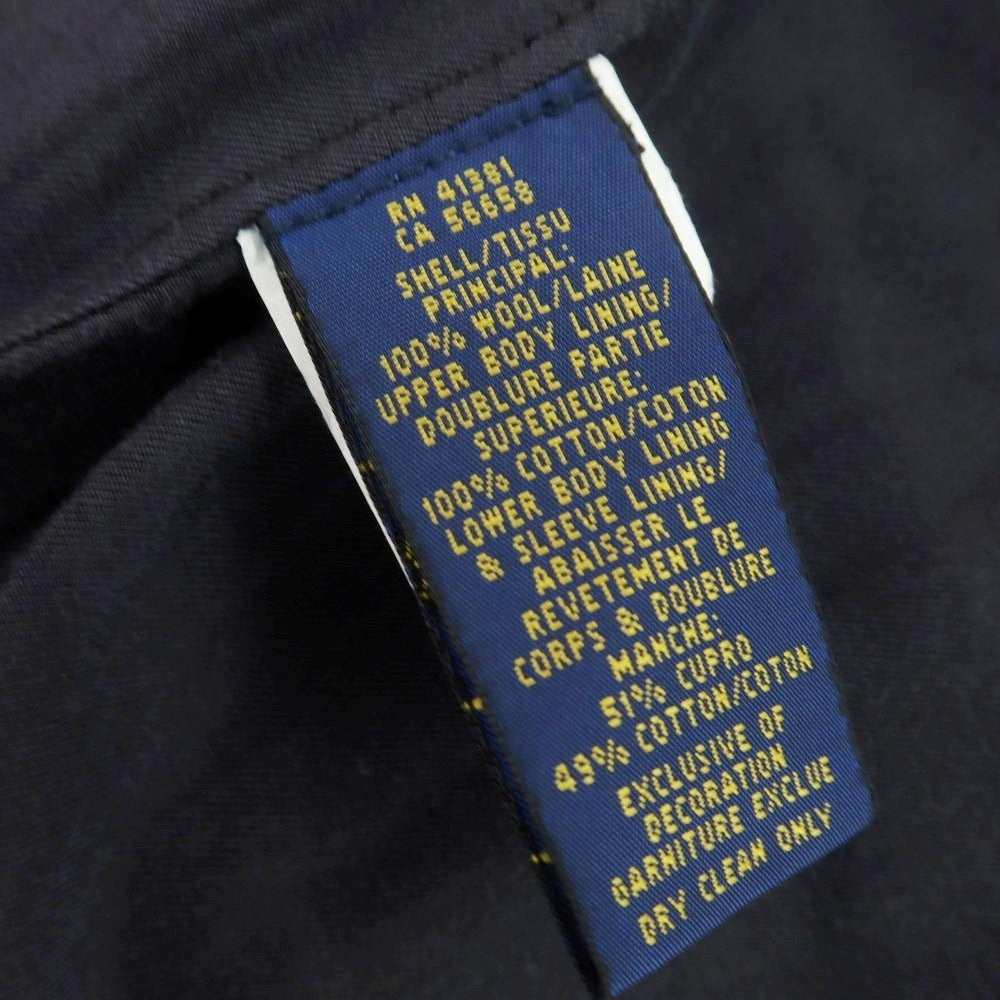 RN 41381
CA 56658
SHELL/TISSU
PRINCIPAL:
100% WOOL/LAINE
UPPER BODY LINING/
DOUBLURE PARTIE
SUPERIEURE:
100% COTTON/COTON
LOWER BODY LINING
& SLEEVE LINING/
ABAISSER LE
REVETEMENT DE
CORPS & DOUBLURE
MANCHE:
51% CUPRO
49% COTTON/COTON
EXCLUSIVE OF
DECORATION
GARNITURE EXCLUE
DRY CLEAN ONLY